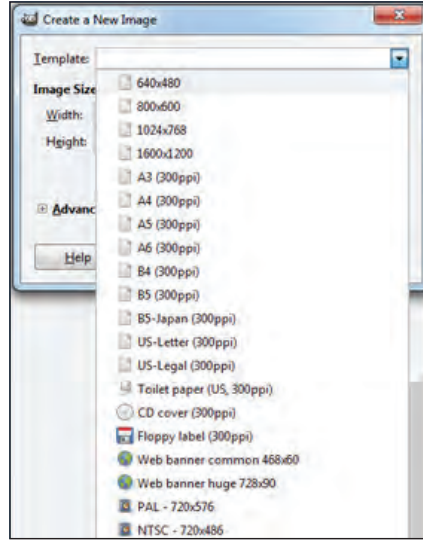 Create a New Image
Template:
Image Size
Width:
Height:
Advanc
Help
640x480
800x600
1024x768
1600x1200
A3 (300ppi)
A4 (300ppi)
A5 (300ppi)
A6 (300ppi)
B4 (300ppi)
B5 (300ppi)
B5-Japan (300ppi)
US-Letter (300ppi)
US-Legal (300ppi)
Toilet paper (US, 300ppi)
CD cover (300ppi)
Floppy label (300ppi)
Web banner common 468x60
Web banner huge 728x90
PAL - 720x576
NTSC - 720x486